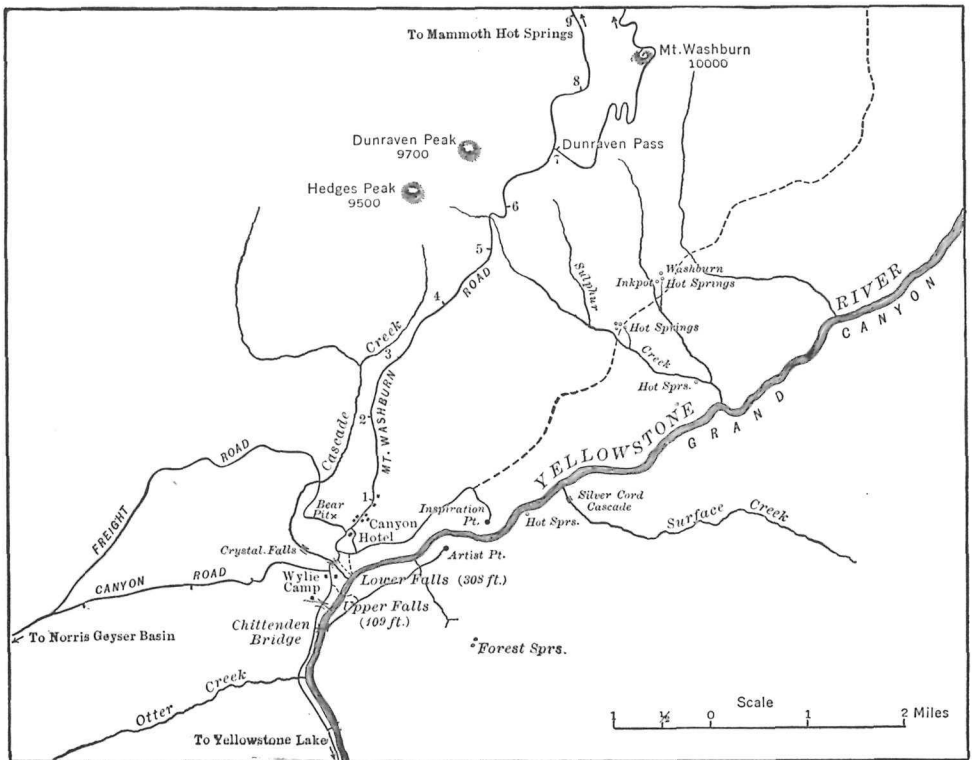 9
To Mammoth Hot Springs
Mt. Washburn
10000
8
Dunraven Peak
9700
Dunraven Pass
7
Hedges Peak
9500
6
5
ROAD
4
Sulphur
Washburn
Inkpot
Hot Springs
RIVER
CANYON
Creek
3
Hot Springs
Creek
Hot Sprs.
MT. WASHBURN
2
Cascade
YELLOWSTONE
GRAND
ROAD
FREIGHT
1
Bear
Pit×
Canyon
Hotel
Inspiration
Pt.
Silver Cord
Cascade
Hot Sprs.
Surface Creek
Crystal. Falls
Artist Pt.
CANYON ROAD
Wylie
Camp
Lower Falls (308 ft.)
Upper Falls
(109 ft.)
Chittenden
Bridge
To Norris Geyser Basin
Forest Sprs.
Otter Creek
To Yellowstone Lake
Scale
1 ½ 0 1 2 Miles